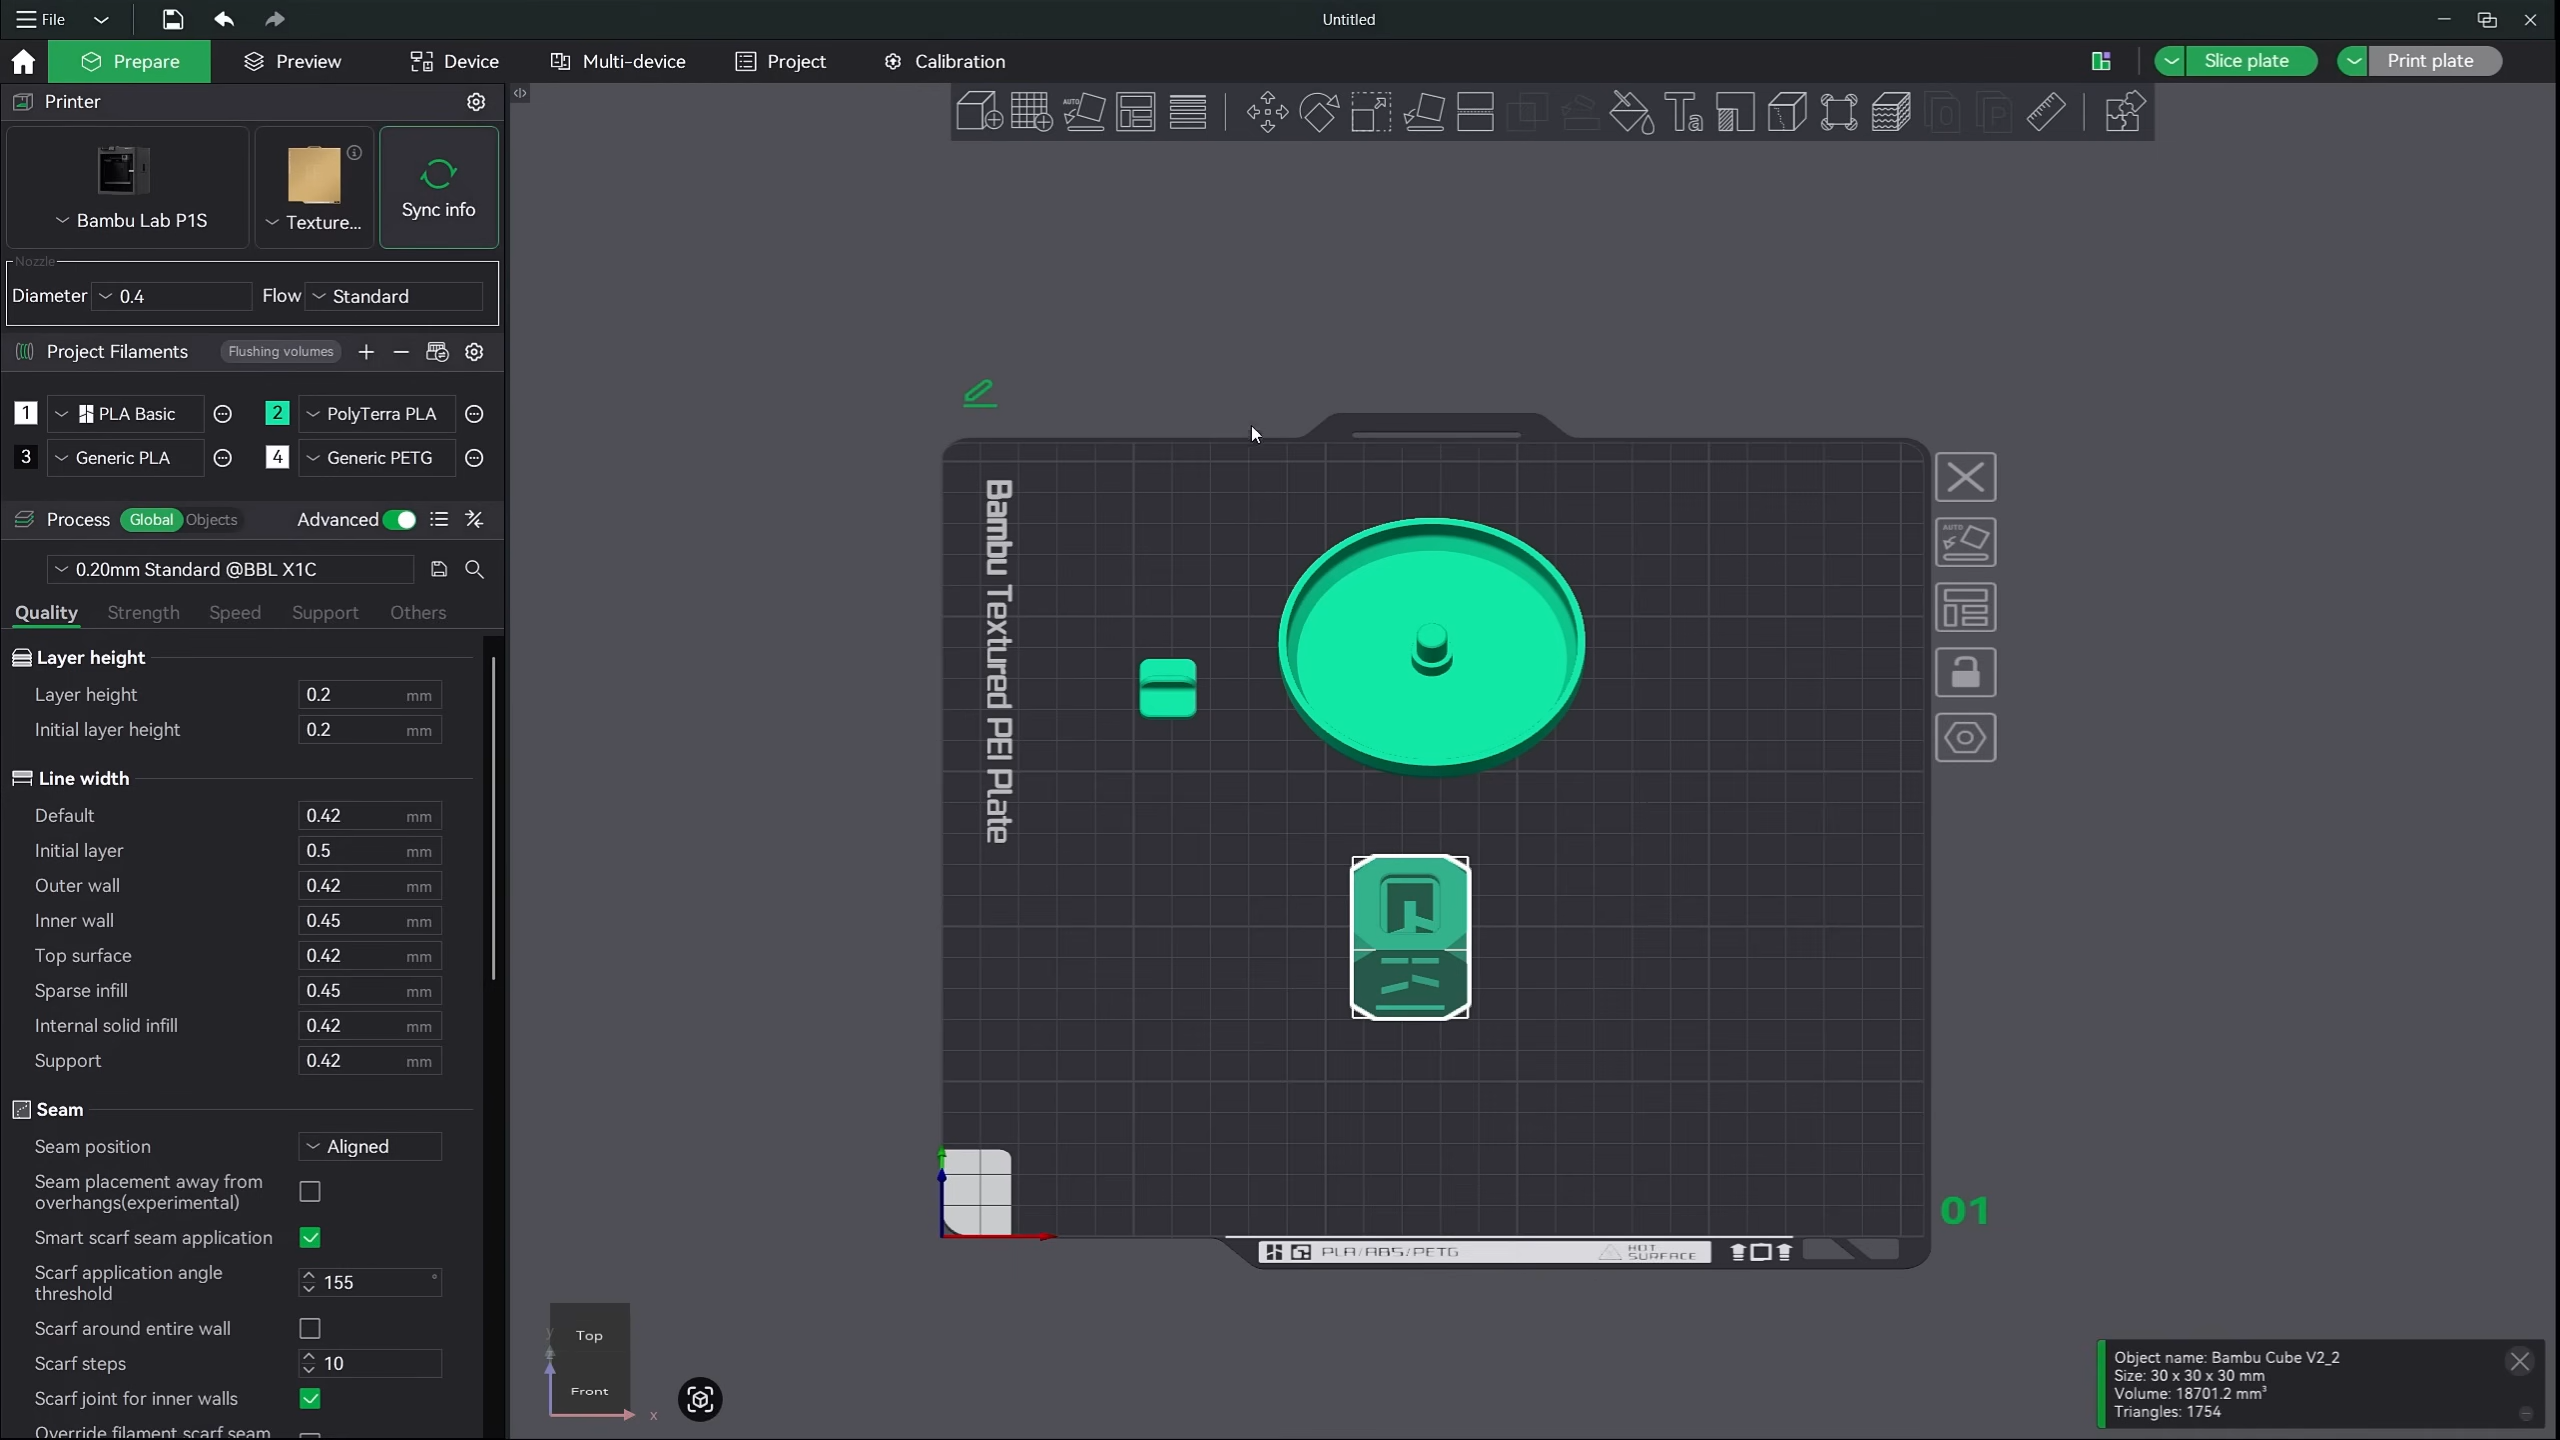 File
Untitled
Prepare
Preview
Device
Multi-device
Project
Calibration
Slice plate
Print plate
Printer
Bambu Lab P1S
Texture...
Sync info
Nozzle
Diameter 0.4 Flow Standard
Project Filaments Flushing volumes
1 PLA Basic 2 PolyTerra PLA
3 Generic PLA 4 Generic PETG
Process Global Objects Advanced
0.20mm Standard @BBL X1C
Quality Strength Speed Support Others
Layer height
Layer height 0.2 mm
Initial layer height 0.2 mm
Line width
Default 0.42 mm
Initial layer 0.5 mm
Outer wall 0.42 mm
Inner wall 0.45 mm
Top surface 0.42 mm
Sparse infill 0.45 mm
Internal solid infill 0.42 mm
Support 0.42 mm
Seam
Seam position Aligned
Seam placement away from
overhangs(experimental)
Smart scarf seam application
Scarf application angle
threshold 155 °
Scarf around entire wall
Scarf steps 10
Scarf joint for inner walls
Override filament scarf seam
AUTO
Ta
Bambu Textured PEI Plate
AUTO
01
PLA/ABS/PETG
HOT
SURFACE
Top
Front
y
z
x
Object name: Bambu Cube V2_2
Size: 30 x 30 x 30 mm
Volume: 18701.2 mm³
Triangles: 1754